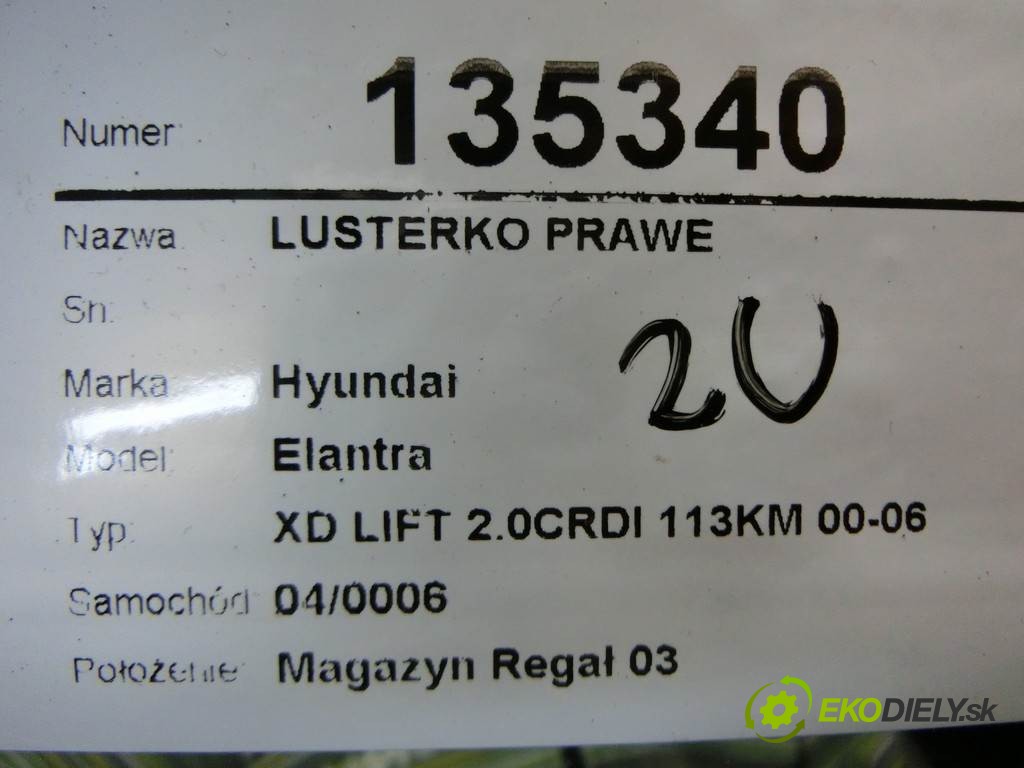 Numer: 135340
Nazwa LUSTERKO PRAWE
Sn:
Marka Hyundai
Model: Elantra
Typ: XD LIFT 2.0CRDI 113KM 00-06
Samochód 04/0006
Położenie Magazyn Regał 03
2U
EKODIELY.sk